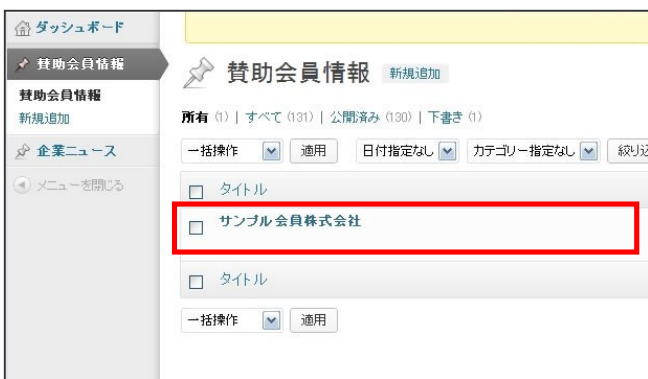 ダッシュボード
賛助会員情報
賛助会員情報
新規追加
企業ニュース
メニューを閉じる
賛助会員情報 新規追加
所有 (1) | すべて (131) | 公開済み (130) | 下書き (1)
一括操作 適用 日付指定なし カテゴリー指定なし 絞り込
タイトル
サンプル会員株式会社
タイトル
一括操作 適用